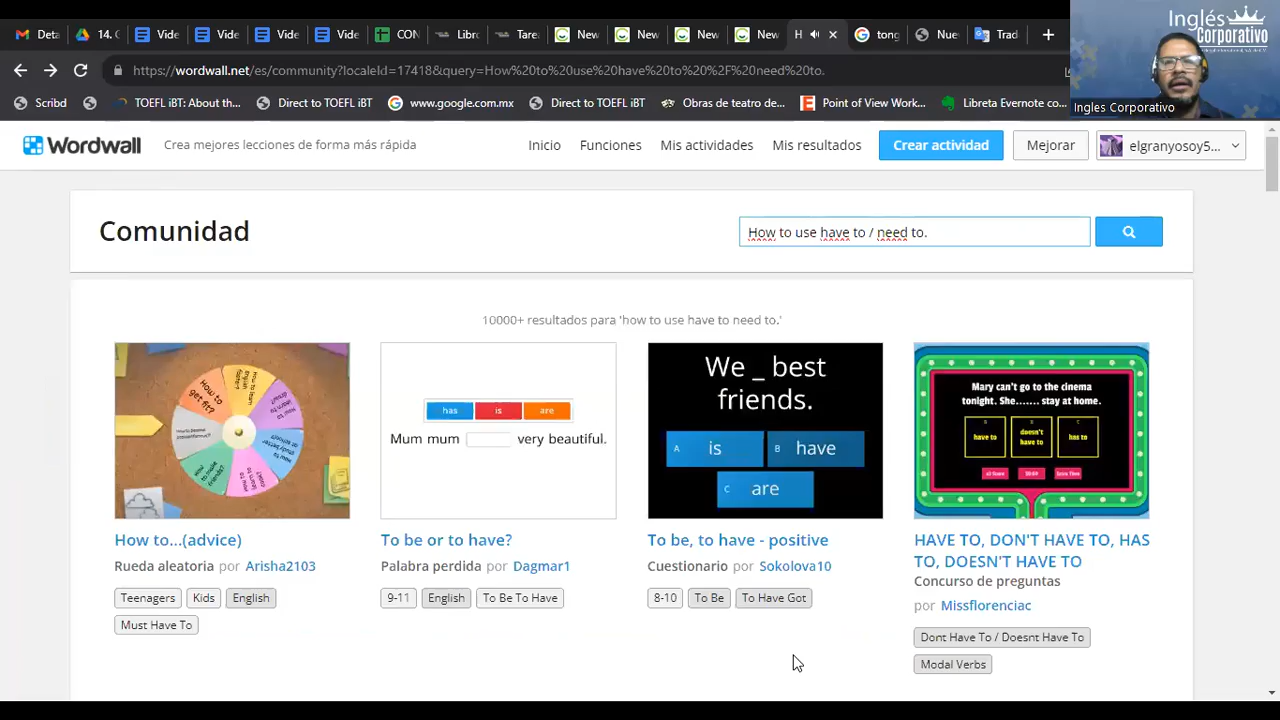 Deta
14. C
Vide
Vide
Vide
Vide
CON
Libre
Tare
New
New
New
New
H
tong
Nue
Trad
https://wordwall.net/es/community?localeId=17418&query=How%20to%20use%20have%20to%20%2F%20need%20to.
Scribd
TOEFL iBT: About th...
Direct to TOEFL iBT
www.google.com.mx
Direct to TOEFL iBT
Obras de teatro de...
Point of View Work...
Libreta Evernote co...
Inglés
Corporativo
Ingles Corporativo
Wordwall
Crea mejores lecciones de forma más rápida
Inicio
Funciones
Mis actividades
Mis resultados
Crear actividad
Mejorar
elgranyosoy5...
Comunidad
How to use have to / need to.
10000+ resultados para 'how to use have to need to.'
How to get fit?
has is are
Mum mum very beautiful.
We _ best
friends.
A is
B have
C are
Mary can't go to the cinema
tonight. She....... stay at home.
have to
doesn't
have to
has to
How to...(advice)
Rueda aleatoria por Arisha2103
Teenagers
Kids
English
Must Have To
To be or to have?
Palabra perdida por Dagmar1
9-11
English
To Be To Have
To be, to have - positive
Cuestionario por Sokolova10
8-10
To Be
To Have Got
HAVE TO, DON'T HAVE TO, HAS
TO, DOESN'T HAVE TO
Concurso de preguntas
por Missflorenciac
Dont Have To / Doesnt Have To
Modal Verbs